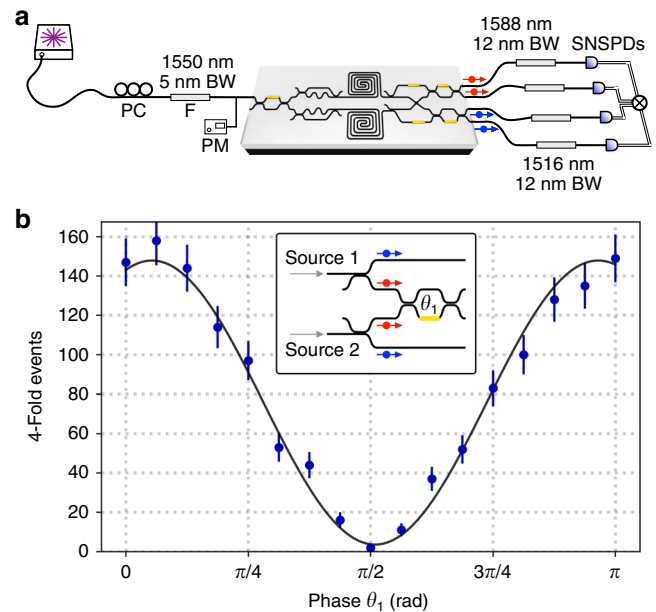 a
1550 nm
5 nm BW
PC
F
PM
1588 nm
12 nm BW
SNSPDs
1516 nm
12 nm BW
b
4-Fold events
160
140
120
100
80
60
40
20
0
Source 1
θ1
Source 2
0
π/4
π/2
3π/4
π
Phase θ1 (rad)